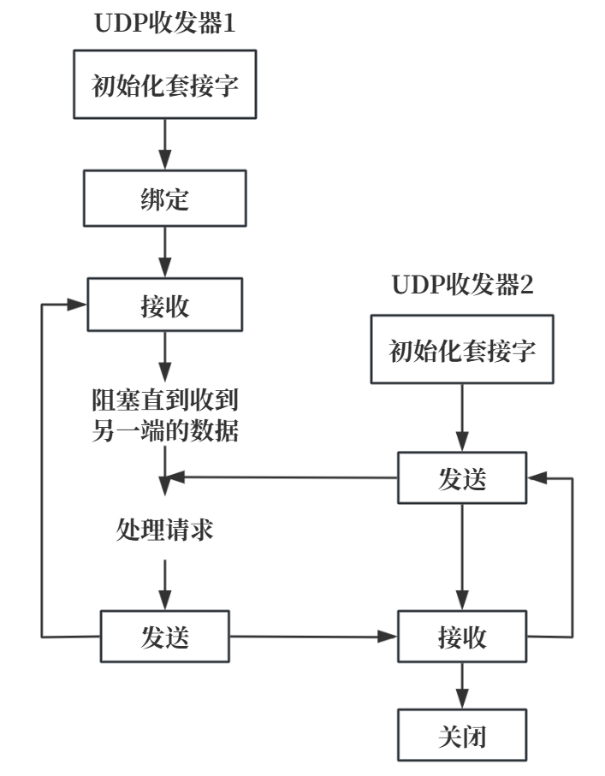 UDP收发器1
初始化套接字
绑定
接收
阻塞直到收到
另一端的数据
处理请求
发送
UDP收发器2
初始化套接字
发送
接收
关闭